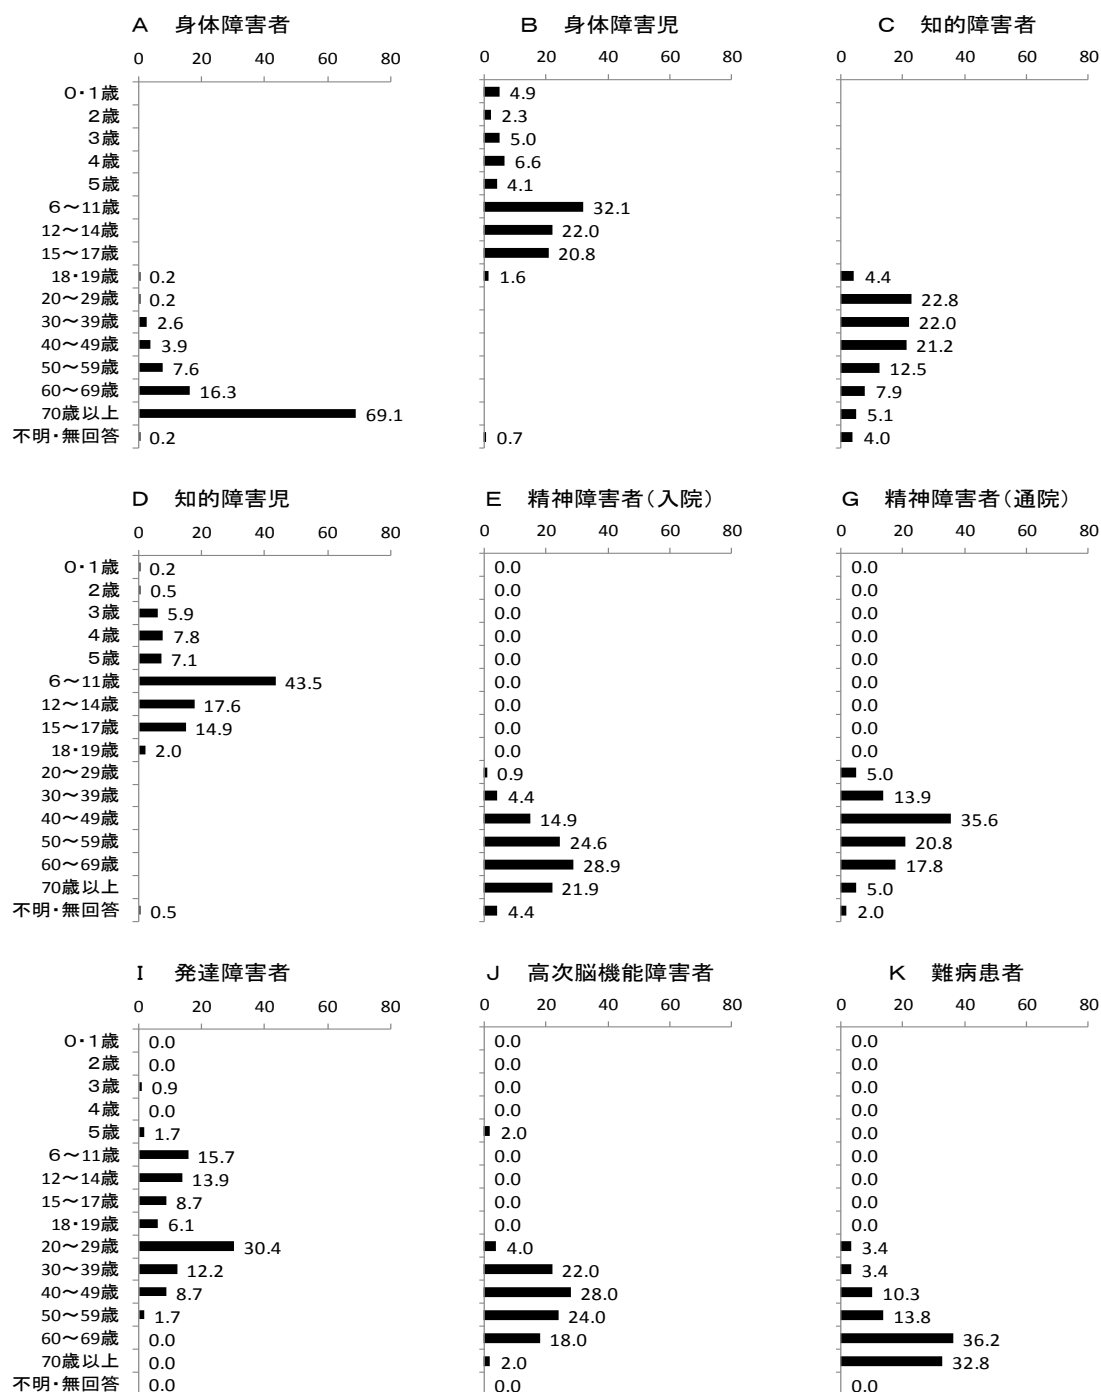 A 身体障害者 B 身体障害児 C 知的障害者
0 20 40 60 80 0 20 40 60 80 0 20 40 60 80
0・1歳 4.9
2歳 2.3
3歳 5.0
4歳 6.6
5歳 4.1
6～11歳 32.1
12～14歳 22.0
15～17歳 20.8
18・19歳 0.2 1.6 4.4
20～29歳 0.2 22.8
30～39歳 2.6 22.0
40～49歳 3.9 21.2
50～59歳 7.6 12.5
60～69歳 16.3 7.9
70歳以上 69.1 5.1
不明・無回答 0.2 0.7 4.0
D 知的障害児 E 精神障害者(入院) G 精神障害者(通院)
0 20 40 60 80 0 20 40 60 80 0 20 40 60 80
0・1歳 0.2 0.0 0.0
2歳 0.5 0.0 0.0
3歳 5.9 0.0 0.0
4歳 7.8 0.0 0.0
5歳 7.1 0.0 0.0
6～11歳 43.5 0.0 0.0
12～14歳 17.6 0.0 0.0
15～17歳 14.9 0.0 0.0
18・19歳 2.0 0.0 0.0
20～29歳 0.9 5.0
30～39歳 4.4 13.9
40～49歳 14.9 35.6
50～59歳 24.6 20.8
60～69歳 28.9 17.8
70歳以上 21.9 5.0
不明・無回答 0.5 4.4 2.0
I 発達障害者 J 高次脳機能障害者 K 難病患者
0 20 40 60 80 0 20 40 60 80 0 20 40 60 80
0・1歳 0.0 0.0 0.0
2歳 0.0 0.0 0.0
3歳 0.9 0.0 0.0
4歳 0.0 0.0 0.0
5歳 1.7 2.0 0.0
6～11歳 15.7 0.0 0.0
12～14歳 13.9 0.0 0.0
15～17歳 8.7 0.0 0.0
18・19歳 6.1 0.0 0.0
20～29歳 30.4 4.0 3.4
30～39歳 12.2 22.0 3.4
40～49歳 8.7 28.0 10.3
50～59歳 1.7 24.0 13.8
60～69歳 0.0 18.0 36.2
70歳以上 0.0 2.0 32.8
不明・無回答 0.0 0.0 0.0